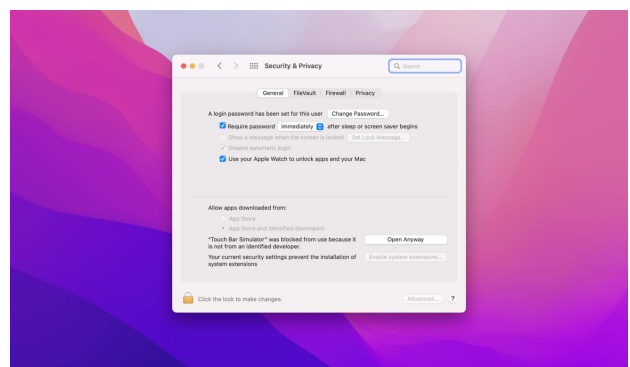 Security & Privacy
Search
General FileVault Firewall Privacy
A login password has been set for this user Change Password...
Require password immediately after sleep or screen saver begins
Show a message when the screen is locked Set Lock Message...
Disable automatic login
Use your Apple Watch to unlock apps and your Mac
Allow apps downloaded from:
App Store
App Store and identified developers
"Touch Bar Simulator" was blocked from use because it Open Anyway
is not from an identified developer.
Your current security settings prevent the installation of Enable system extensions...
system extensions
Click the lock to make changes. Advanced... ?